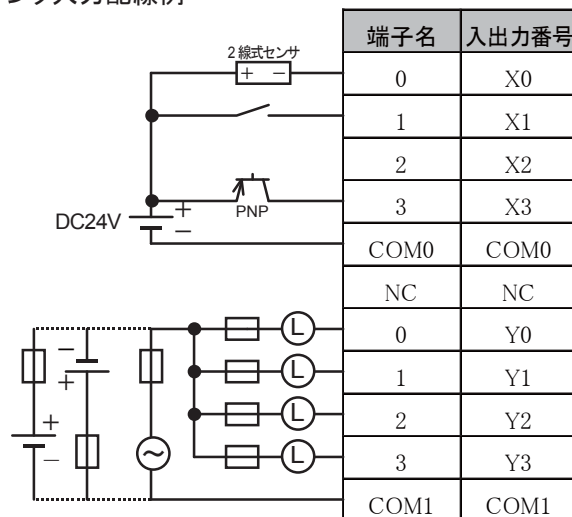 2線式センサ
+ −
DC24V
+
−
PNP
−
+
+
−
L
L
L
L
端子名 入出力番号
0 X0
1 X1
2 X2
3 X3
COM0 COM0
NC NC
0 Y0
1 Y1
2 Y2
3 Y3
COM1 COM1